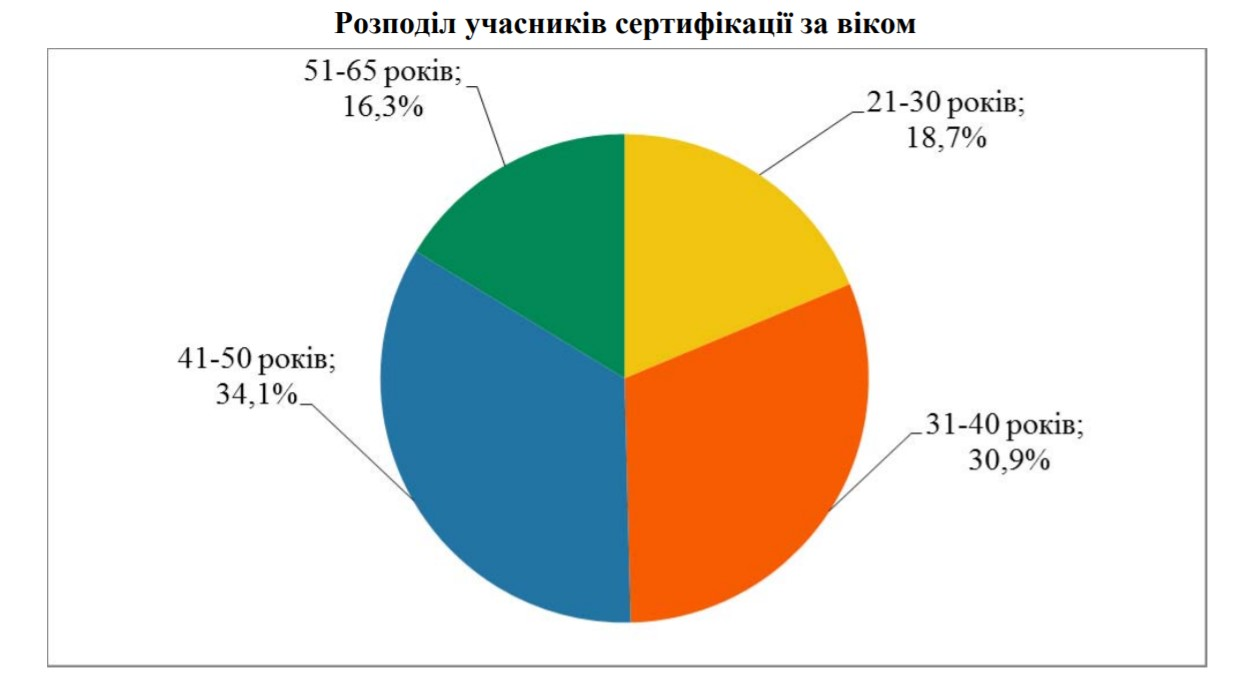 Розподіл учасників сертифікації за віком
51-65 років;
16,3%
21-30 років;
18,7%
41-50 років;
34,1%
31-40 років;
30,9%